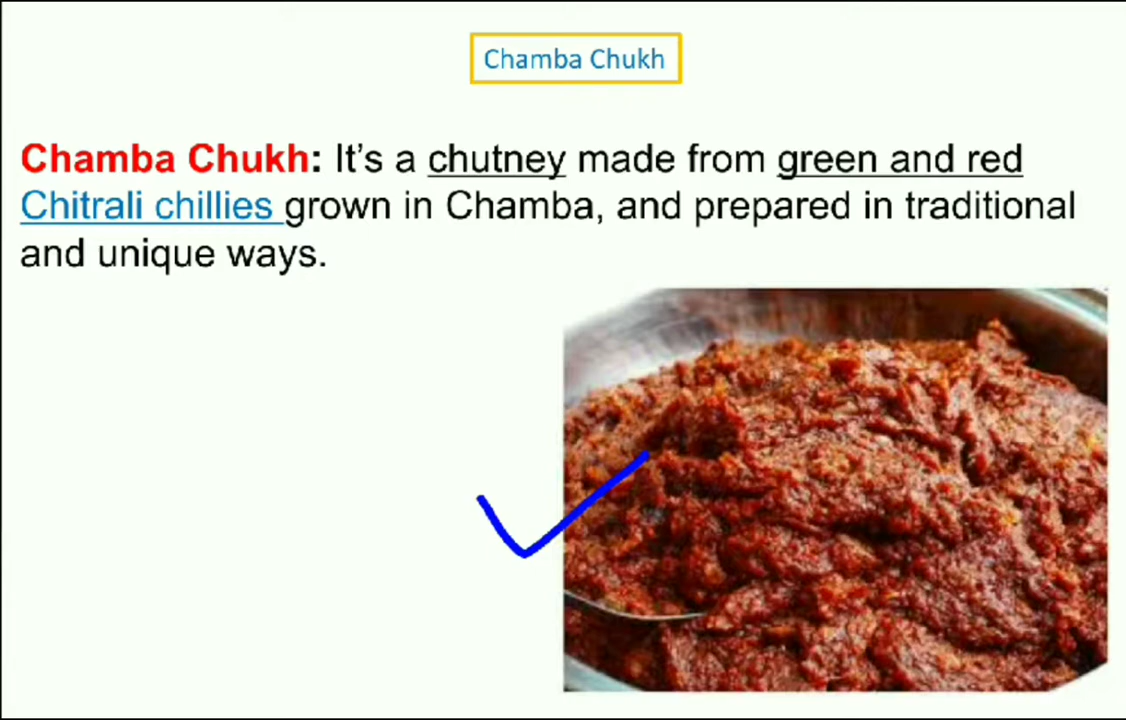 Chamba Chukh
Chamba Chukh: It’s a chutney made from green and red
Chitrali chillies grown in Chamba, and prepared in traditional
and unique ways.